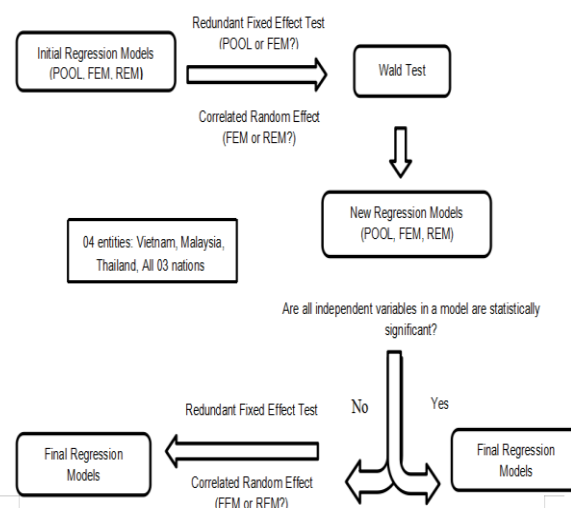 Redundant Fixed Effect Test
(POOL or FEM?)
Initial Regression Models
(POOL, FEM, REM)
Wald Test
Correlated Random Effect
(FEM or REM?)
New Regression Models
(POOL, FEM, REM)
04 entities: Vietnam, Malaysia,
Thailand, All 03 nations
Are all independent variables in a model are statistically
significant?
No
Yes
Redundant Fixed Effect Test
Final Regression
Models
Final Regression
Models
Correlated Random Effect
(FEM or REM?)